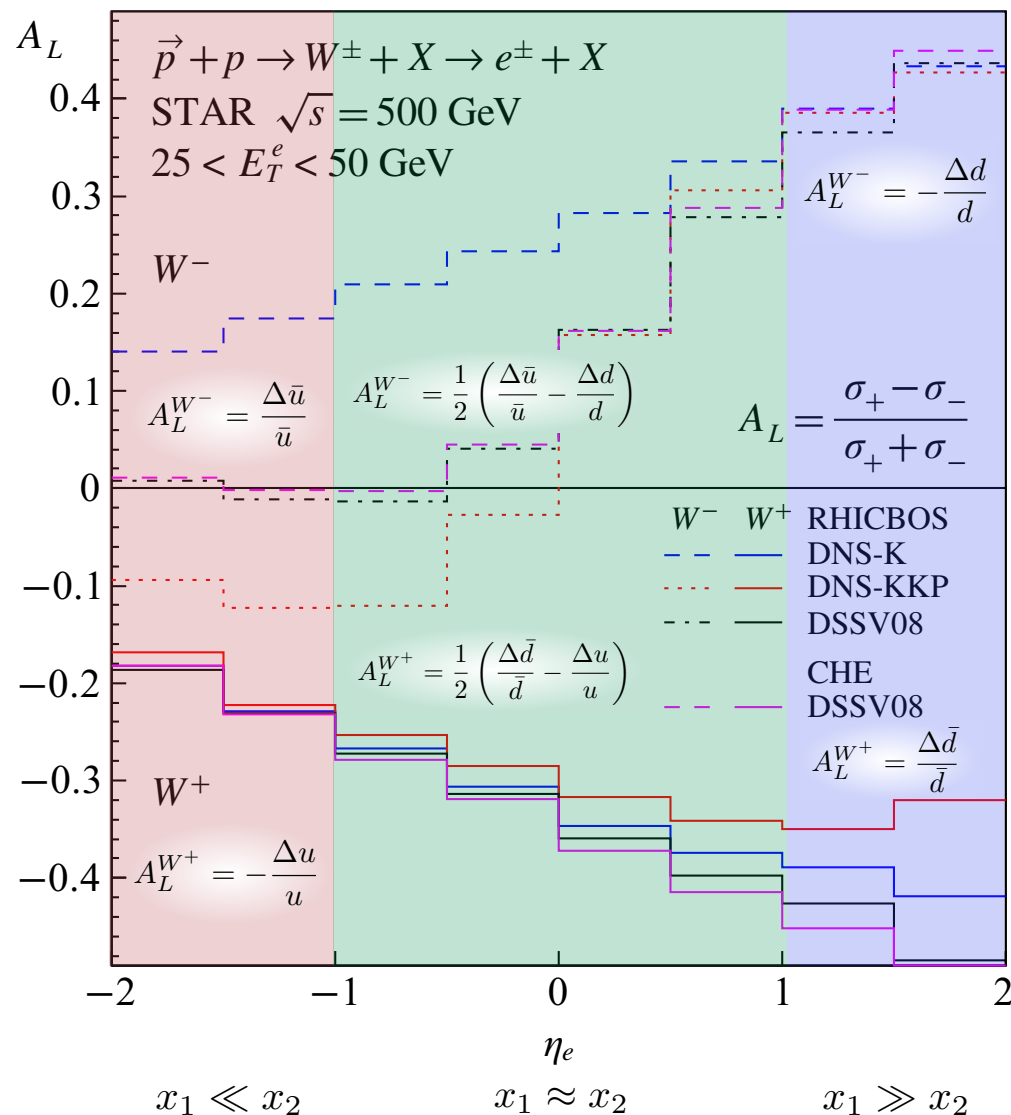 A_L
p⃗ + p → W^± + X → e^± + X
STAR √s = 500 GeV
25 < E_T^e < 50 GeV
0.4
0.3
0.2
0.1
0
−0.1
−0.2
−0.3
−0.4
A_L^{W^-} = −Δd/d
W^−
A_L^{W^-} = Δū/ū
A_L^{W^-} = 1/2 (Δū/ū − Δd/d)
A_L = (σ_+ − σ_−)/(σ_+ + σ_−)
W^− W^+ RHICBOS
DNS-K
DNS-KKP
DSSV08
CHE
DSSV08
A_L^{W^+} = 1/2 (Δd̄/d̄ − Δu/u)
A_L^{W^+} = Δd̄/d̄
W^+
A_L^{W^+} = −Δu/u
−2 −1 0 1 2
η_e
x_1 ≪ x_2 x_1 ≈ x_2 x_1 ≫ x_2